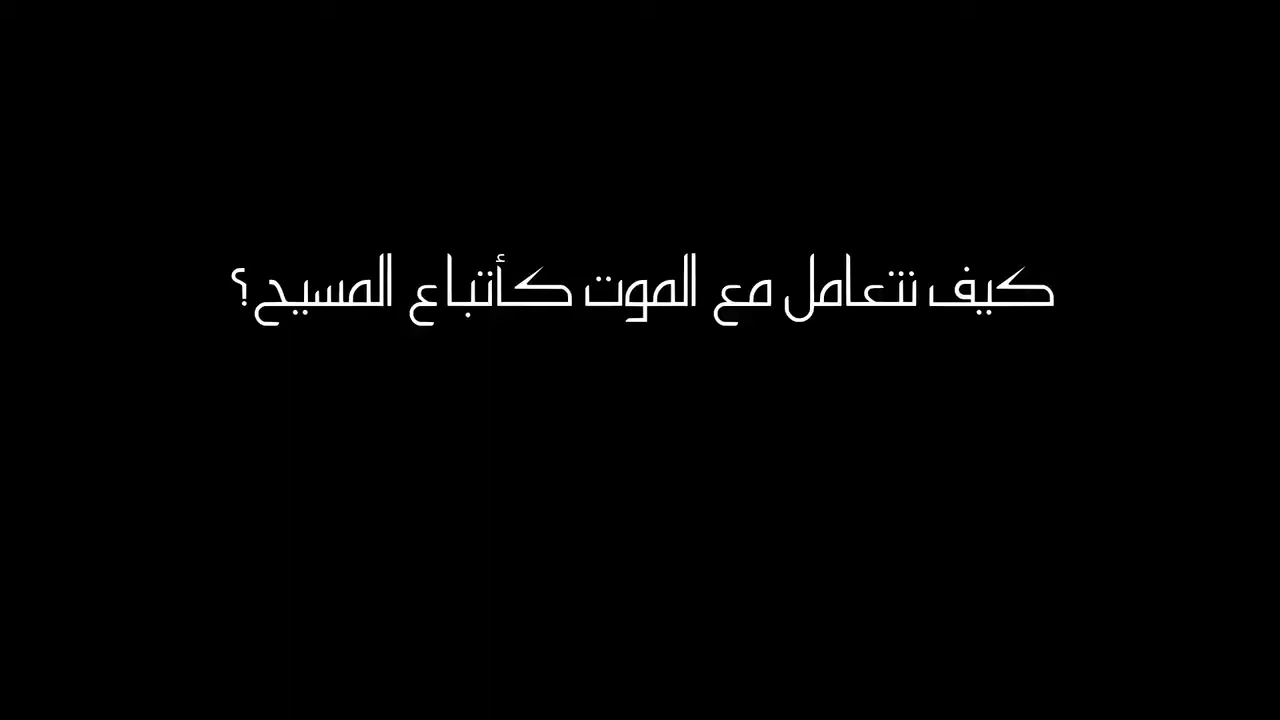 كيف نتعامل مع الموت كأتباع المسيح؟